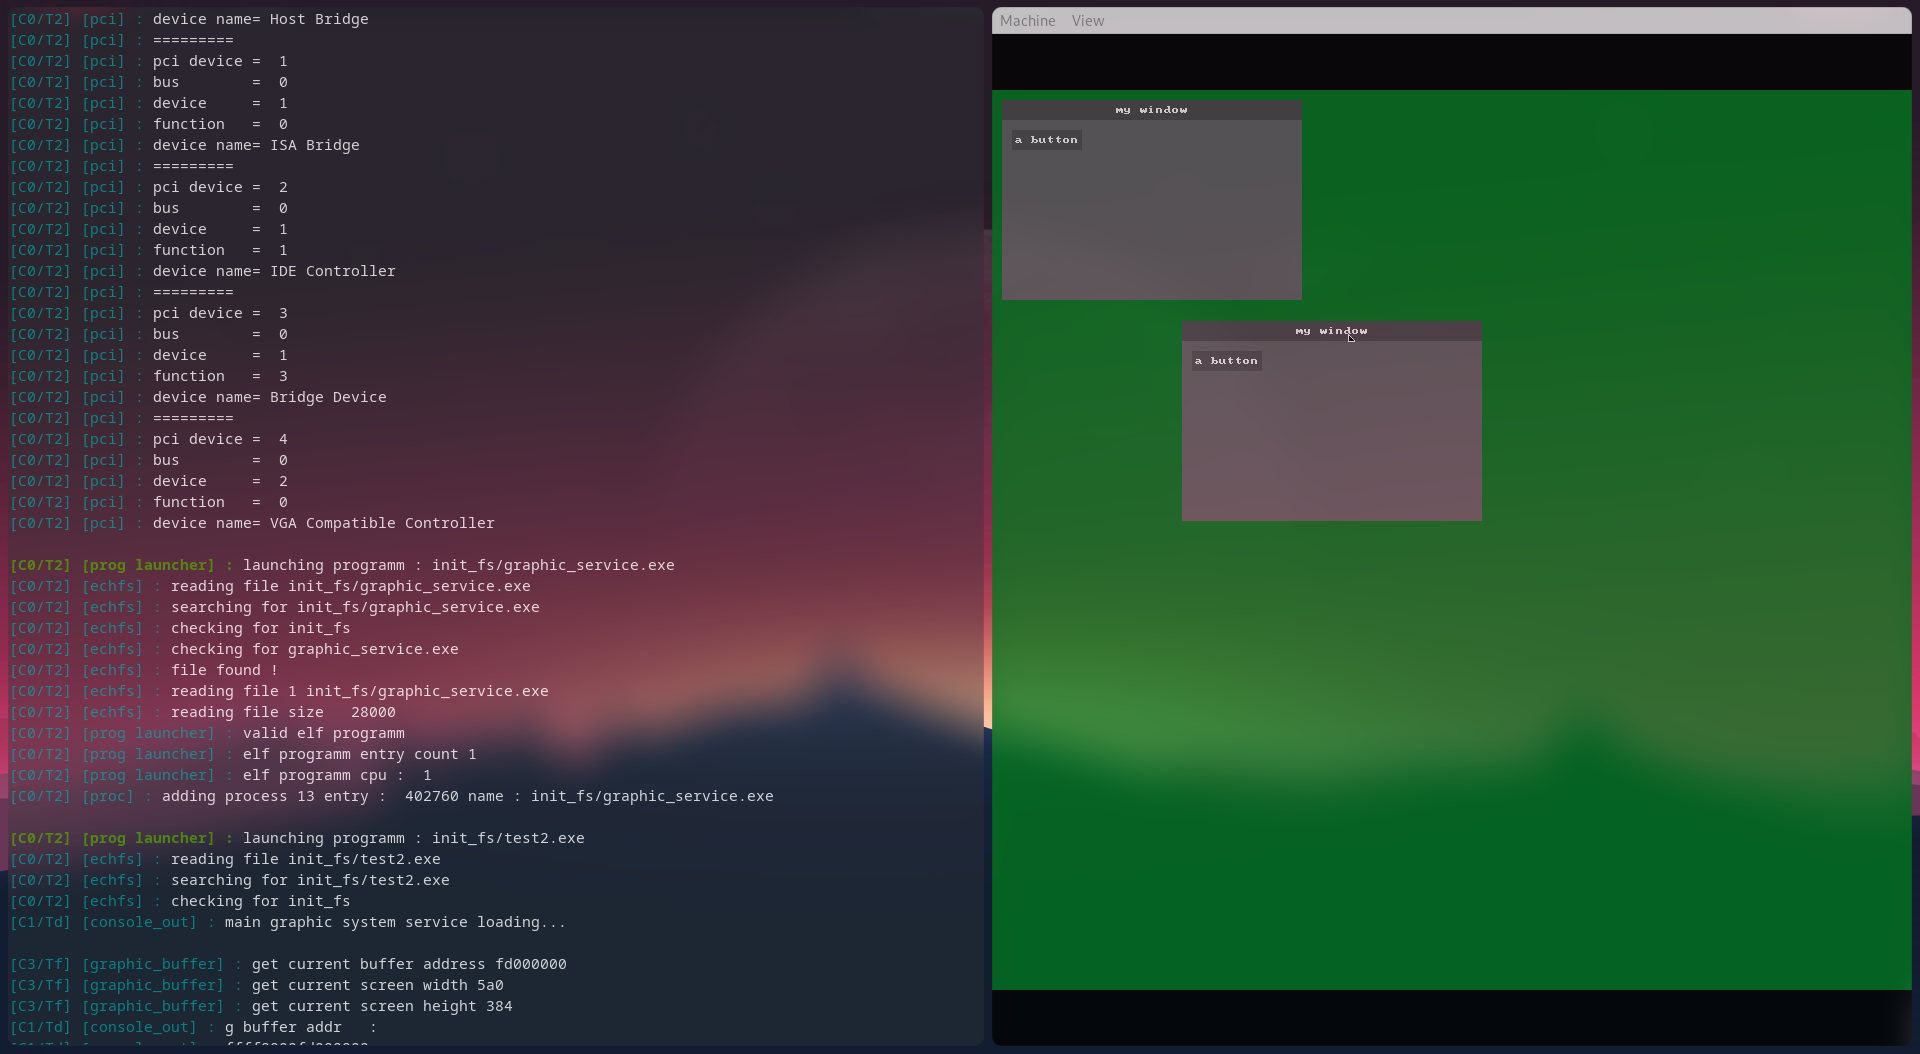 [C0/T2] [pci] : device name= Host Bridge
[C0/T2] [pci] : =========
[C0/T2] [pci] : pci device =  1
[C0/T2] [pci] : bus        =  0
[C0/T2] [pci] : device     =  1
[C0/T2] [pci] : function   =  0
[C0/T2] [pci] : device name= ISA Bridge
[C0/T2] [pci] : =========
[C0/T2] [pci] : pci device =  2
[C0/T2] [pci] : bus        =  0
[C0/T2] [pci] : device     =  1
[C0/T2] [pci] : function   =  1
[C0/T2] [pci] : device name= IDE Controller
[C0/T2] [pci] : =========
[C0/T2] [pci] : pci device =  3
[C0/T2] [pci] : bus        =  0
[C0/T2] [pci] : device     =  1
[C0/T2] [pci] : function   =  3
[C0/T2] [pci] : device name= Bridge Device
[C0/T2] [pci] : =========
[C0/T2] [pci] : pci device =  4
[C0/T2] [pci] : bus        =  0
[C0/T2] [pci] : device     =  2
[C0/T2] [pci] : function   =  0
[C0/T2] [pci] : device name= VGA Compatible Controller
[C0/T2] [prog launcher] : launching programm : init_fs/graphic_service.exe
[C0/T2] [echfs] : reading file init_fs/graphic_service.exe
[C0/T2] [echfs] : searching for init_fs/graphic_service.exe
[C0/T2] [echfs] : checking for init_fs
[C0/T2] [echfs] : checking for graphic_service.exe
[C0/T2] [echfs] : file found !
[C0/T2] [echfs] : reading file 1 init_fs/graphic_service.exe
[C0/T2] [echfs] : reading file size   28000
[C0/T2] [prog launcher] : valid elf programm
[C0/T2] [prog launcher] : elf programm entry count 1
[C0/T2] [prog launcher] : elf programm cpu :  1
[C0/T2] [proc] : adding process 13 entry :  402760 name : init_fs/graphic_service.exe
[C0/T2] [prog launcher] : launching programm : init_fs/test2.exe
[C0/T2] [echfs] : reading file init_fs/test2.exe
[C0/T2] [echfs] : searching for init_fs/test2.exe
[C0/T2] [echfs] : checking for init_fs
[C1/Td] [console_out] : main graphic system service loading...
[C3/Tf] [graphic_buffer] : get current buffer address fd000000
[C3/Tf] [graphic_buffer] : get current screen width 5a0
[C3/Tf] [graphic_buffer] : get current screen height 384
[C1/Td] [console_out] : g buffer addr   :
Machine View
my window
a button
my window
a button